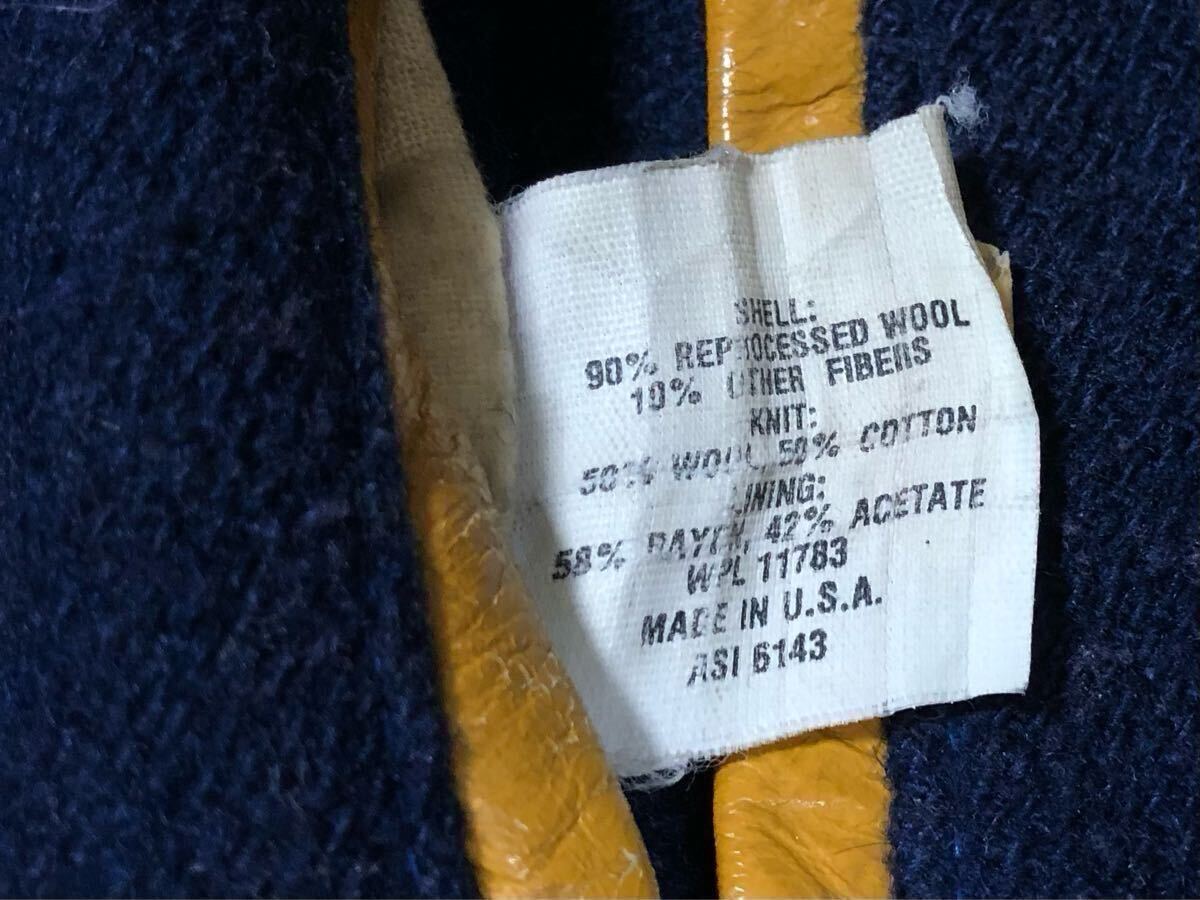 SHELL:
90% REPROCESSED WOOL
10% OTHER FIBERS
KNIT:
50% WOOL 50% COTTON
LINING:
58% RAYON 42% ACETATE
WPL 11783
MADE IN U.S.A.
ASI 6143